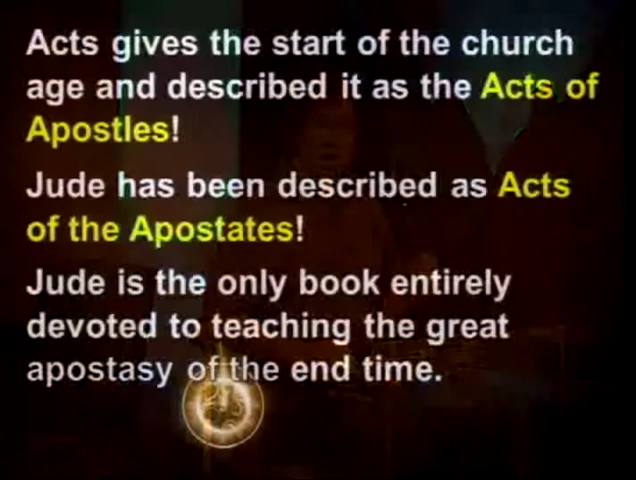 Acts gives the start of the church
age and described it as the Acts of
Apostles!
Jude has been described as Acts
of the Apostates!
Jude is the only book entirely
devoted to teaching the great
apostasy of the end time.